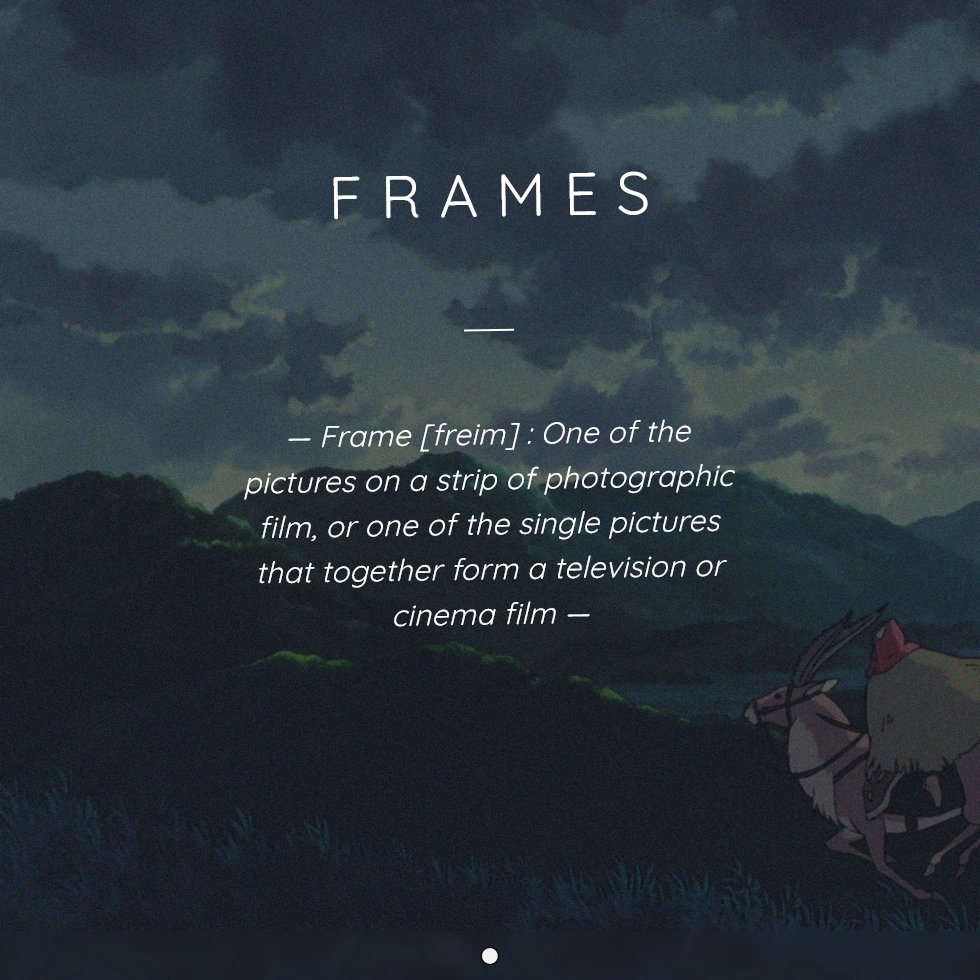 FRAMES
— Frame [freim] : One of the
pictures on a strip of photographic
film, or one of the single pictures
that together form a television or
cinema film —